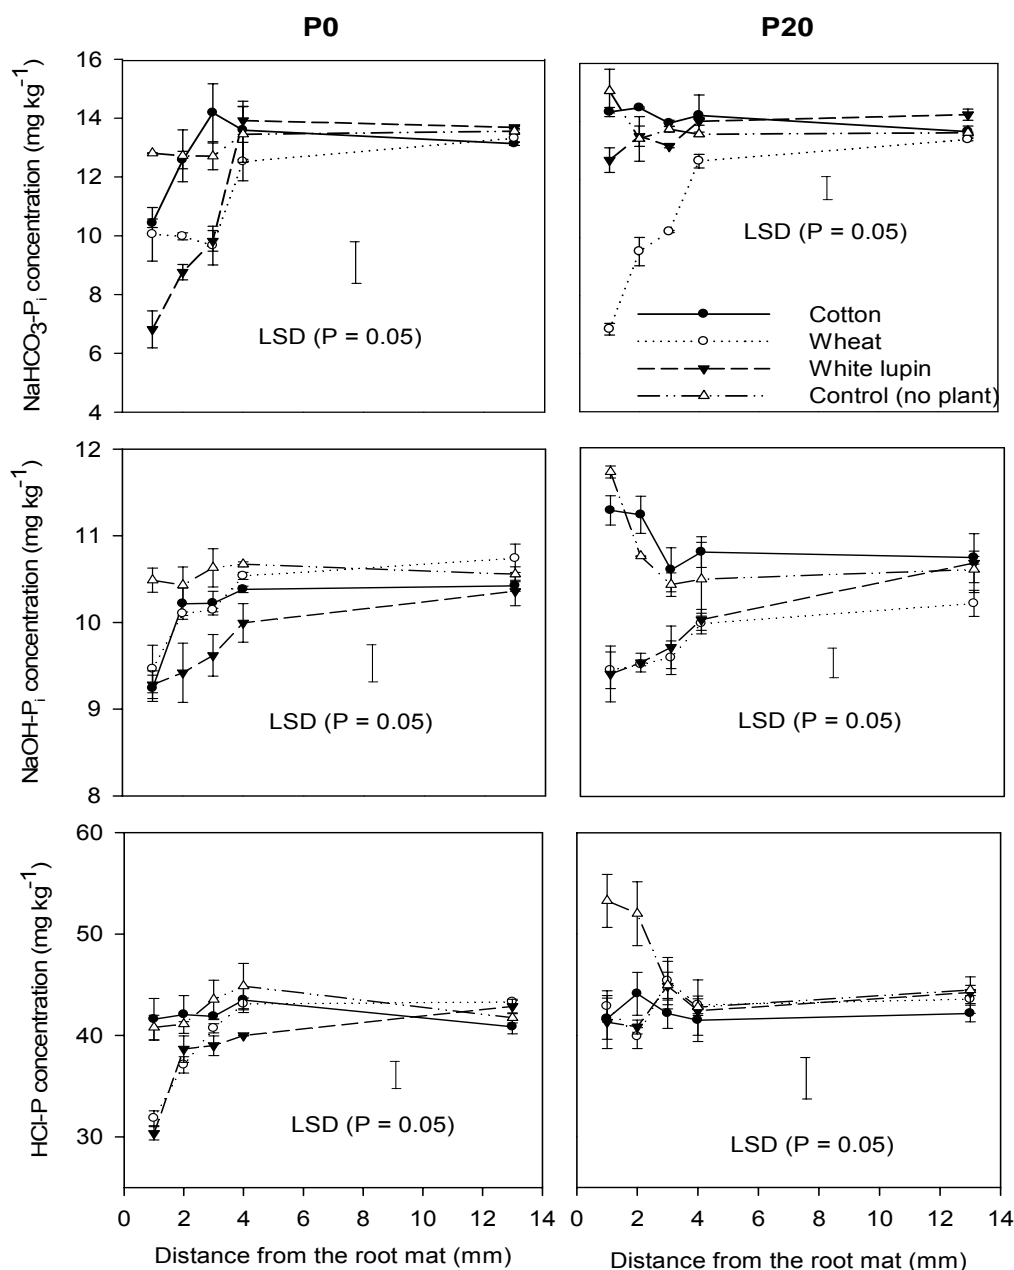 P0
P20
NaHCO3-Pi concentration (mg kg-1)
16
14
12
10
8
6
4
LSD (P = 0.05)
LSD (P = 0.05)
Cotton
Wheat
White lupin
Control (no plant)
NaOH-Pi concentration (mg kg-1)
12
11
10
9
8
LSD (P = 0.05)
LSD (P = 0.05)
HCl-P concentration (mg kg-1)
60
50
40
30
LSD (P = 0.05)
LSD (P = 0.05)
0 2 4 6 8 10 12 14
0 2 4 6 8 10 12 14
Distance from the root mat (mm)
Distance from the root mat (mm)